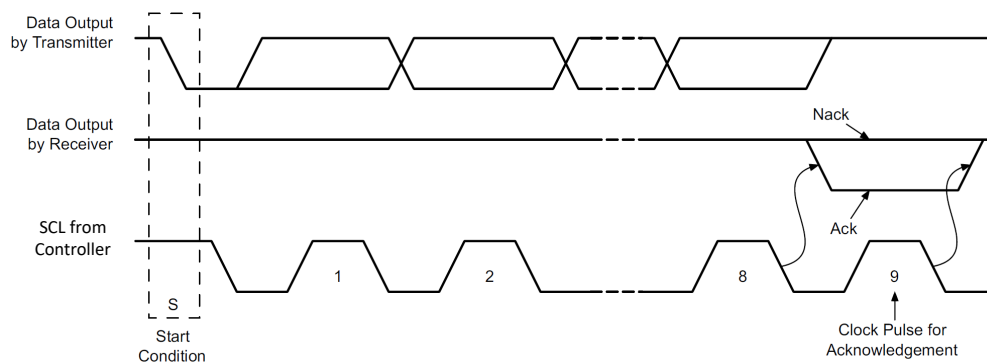 Data Output
by Transmitter
Data Output
by Receiver
Nack
Ack
SCL from
Controller
1
2
8
9
S
Start
Condition
Clock Pulse for
Acknowledgement